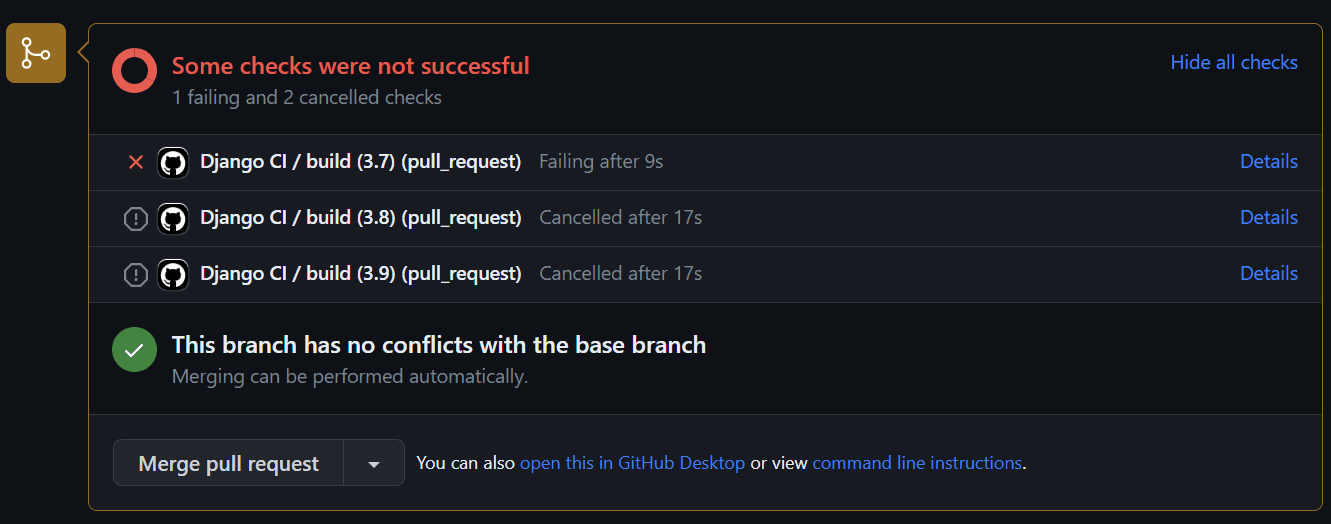 Some checks were not successful
Hide all checks
1 failing and 2 cancelled checks
Django CI / build (3.7) (pull_request) Failing after 9s Details
Django CI / build (3.8) (pull_request) Cancelled after 17s Details
Django CI / build (3.9) (pull_request) Cancelled after 17s Details
This branch has no conflicts with the base branch
Merging can be performed automatically.
Merge pull request
You can also open this in GitHub Desktop or view command line instructions.